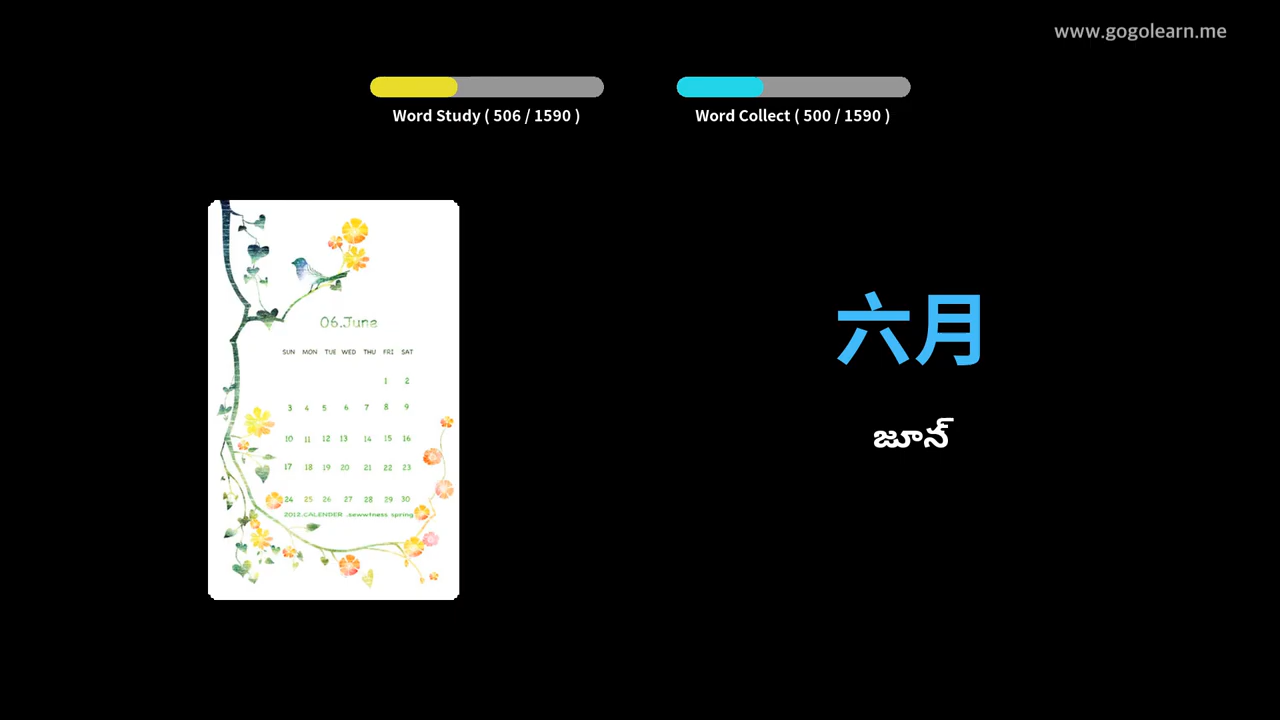 www.gogolearn.me
Word Study ( 506 / 1590 )
Word Collect ( 500 / 1590 )
06.June
SUN MON TUE WED THU FRI SAT
1 2
3 4 5 6 7 8 9
10 11 12 13 14 15 16
17 18 19 20 21 22 23
24 25 26 27 28 29 30
2012.CALENDER .sewwtness spring
六月
జూన్